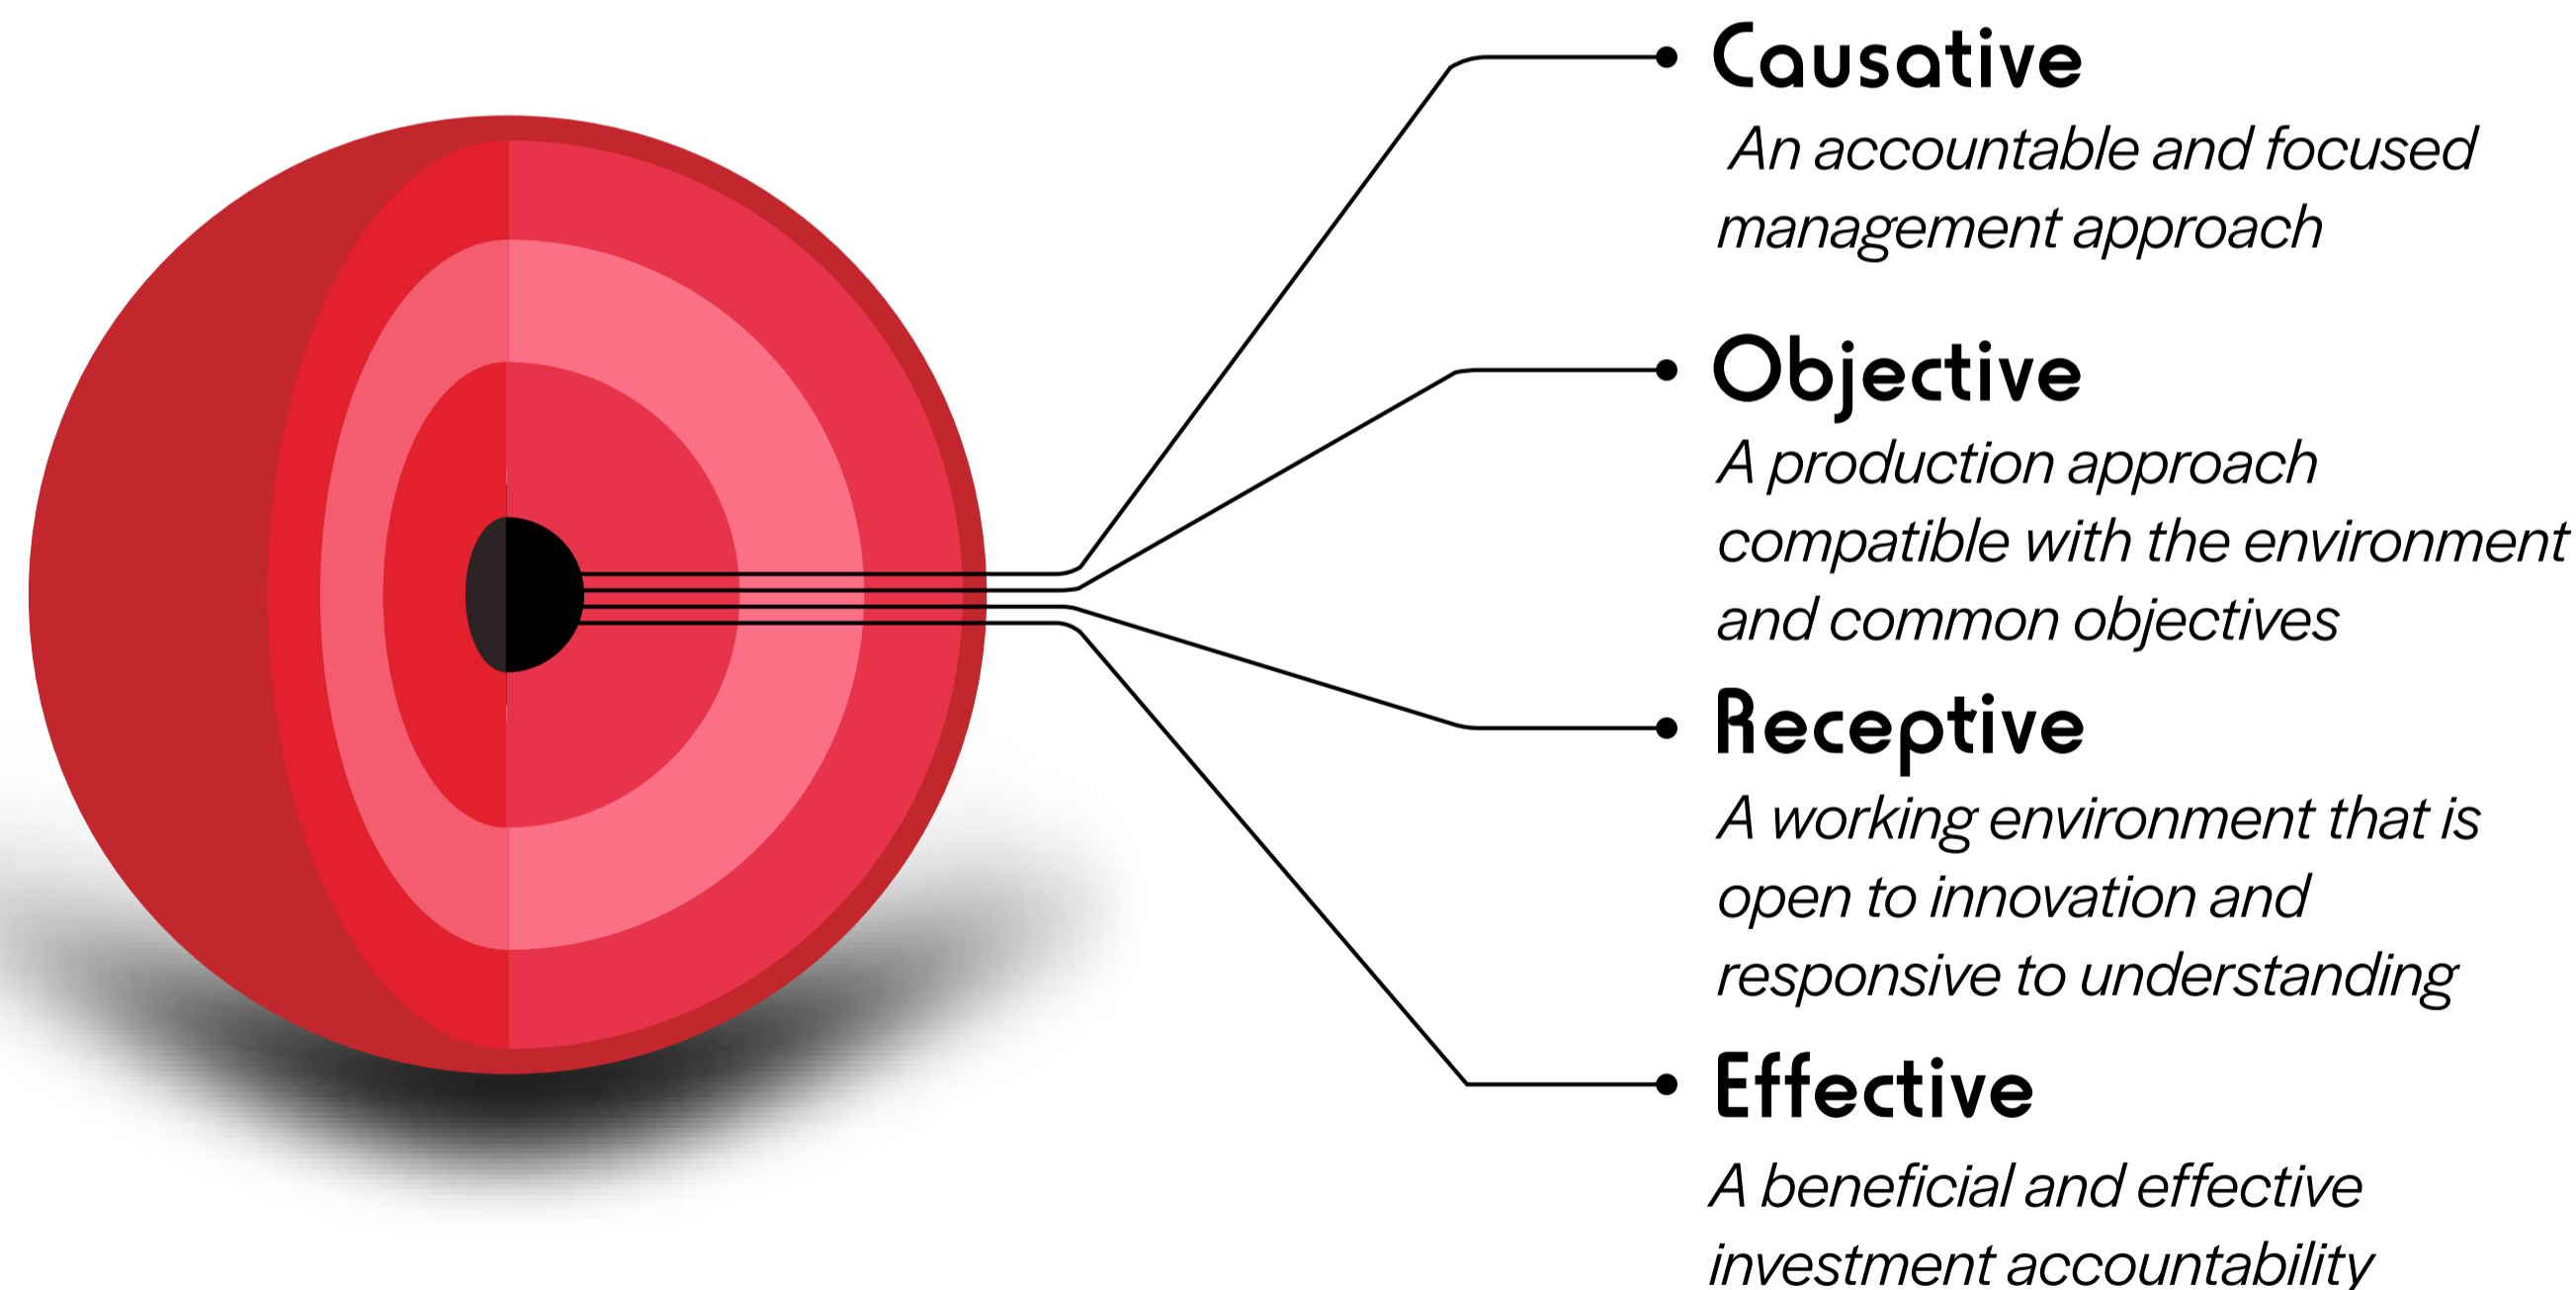 Causative
An accountable and focused
management approach
Objective
A production approach
compatible with the environment
and common objectives
Receptive
A working environment that is
open to innovation and
responsive to understanding
Effective
A beneficial and effective
investment accountability